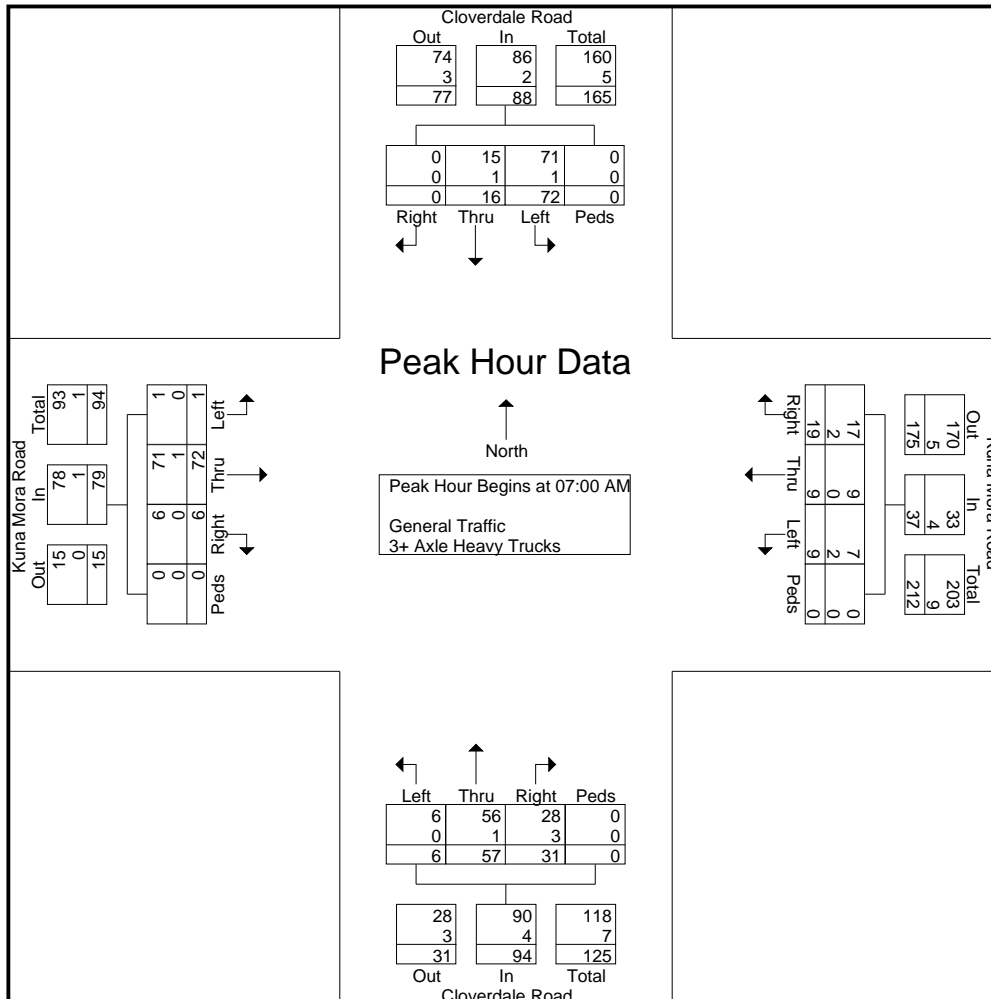 Cloverdale Road
Out In Total
74 86 160
3 2 5
77 88 165
0 15 71 0
0 1 1 0
0 16 72 0
Right Thru Left Peds
Peak Hour Data
North
Peak Hour Begins at 07:00 AM
General Traffic
3+ Axle Heavy Trucks
Kuna Mora Road
Out In Total
15 78 93
0 1 1
15 79 94
Left Thru Right Peds
1 71 6 0
0 1 0 0
1 72 6 0
Kuna Mora Road
Out In Total
170 33 203
5 4 9
175 37 212
Right Thru Left Peds
17 9 7 0
2 0 2 0
19 9 9 0
Left Thru Right Peds
6 56 28 0
0 1 3 0
6 57 31 0
28 90 118
3 4 7
31 94 125
Out In Total
Cloverdale Road